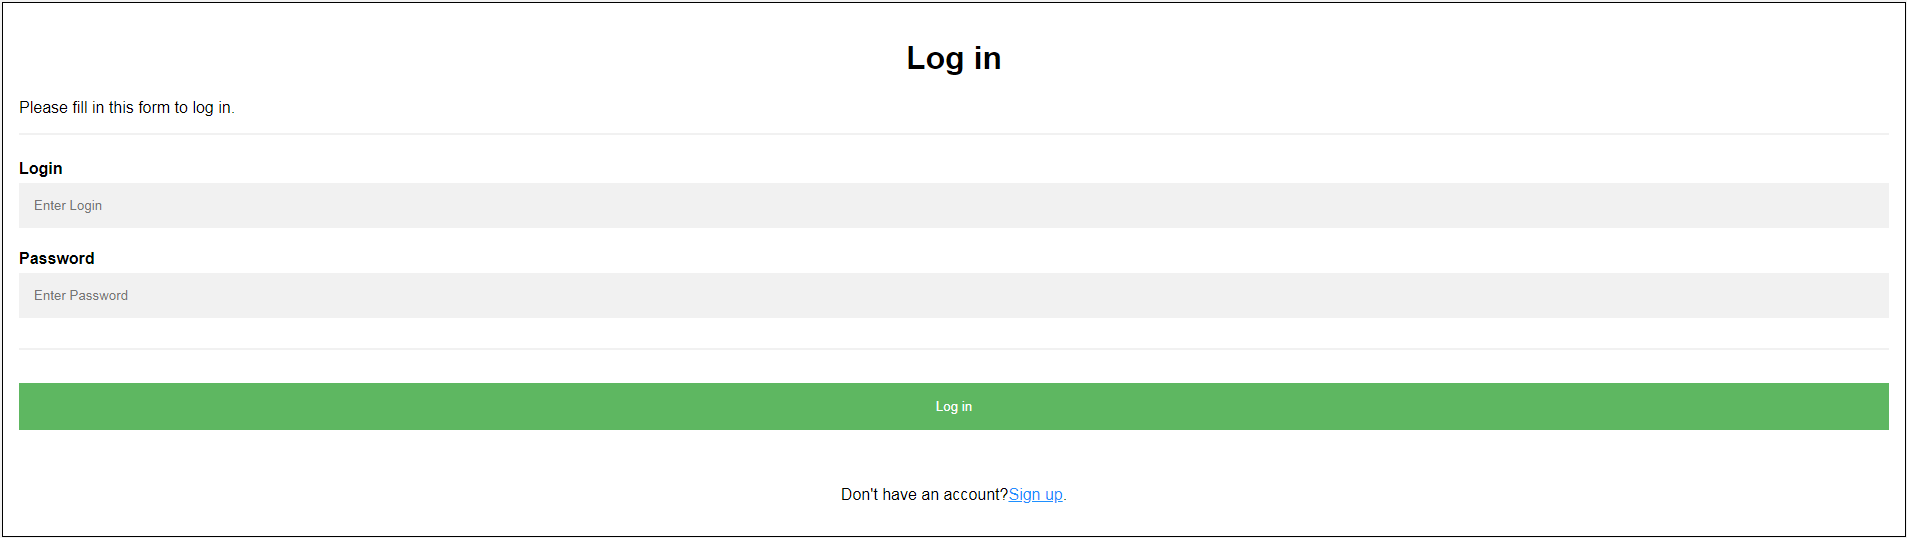 Log in
Please fill in this form to log in.
Login
Enter Login
Password
Enter Password
Log in
Don't have an account?Sign up.